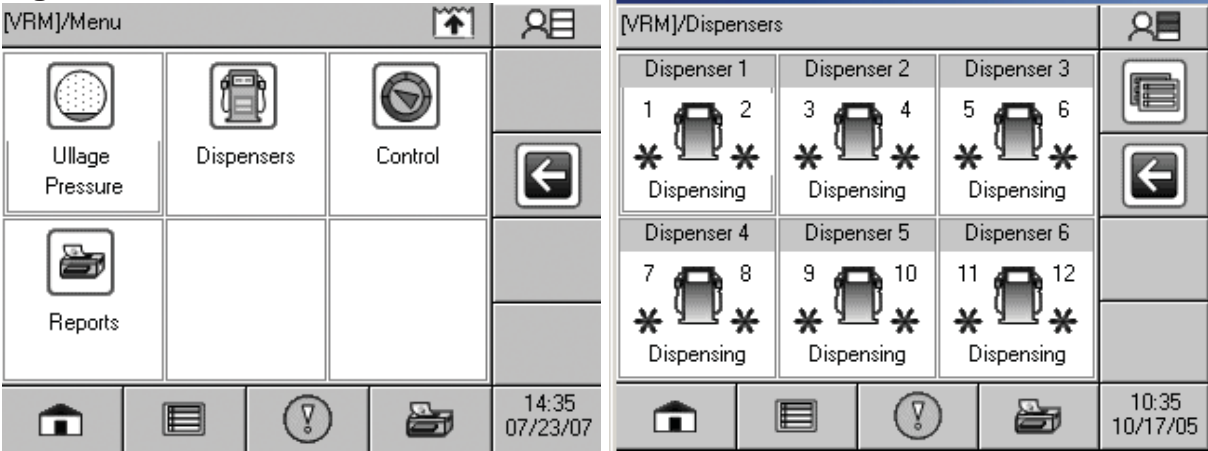 [VRM]/Menu
Ullage
Pressure
Dispensers
Control
Reports
14:35
07/23/07
[VRM]/Dispensers
Dispenser 1
Dispenser 2
Dispenser 3
1 2
3 4
5 6
Dispensing
Dispensing
Dispensing
Dispenser 4
Dispenser 5
Dispenser 6
7 8
9 10
11 12
Dispensing
Dispensing
Dispensing
10:35
10/17/05